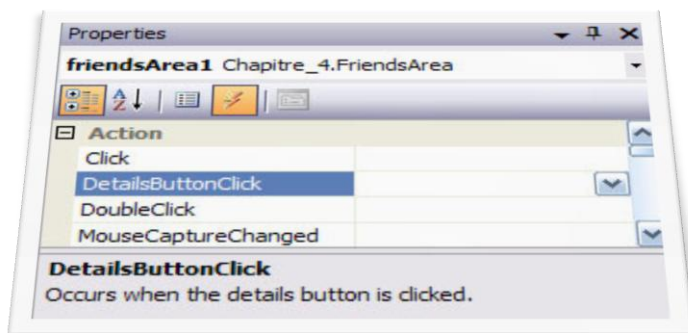 Properties
friendsArea1 Chapitre_4.FriendsArea
Action
Click
DetailsButtonClick
DoubleClick
MouseCaptureChanged
DetailsButtonClick
Occurs when the details button is clicked.